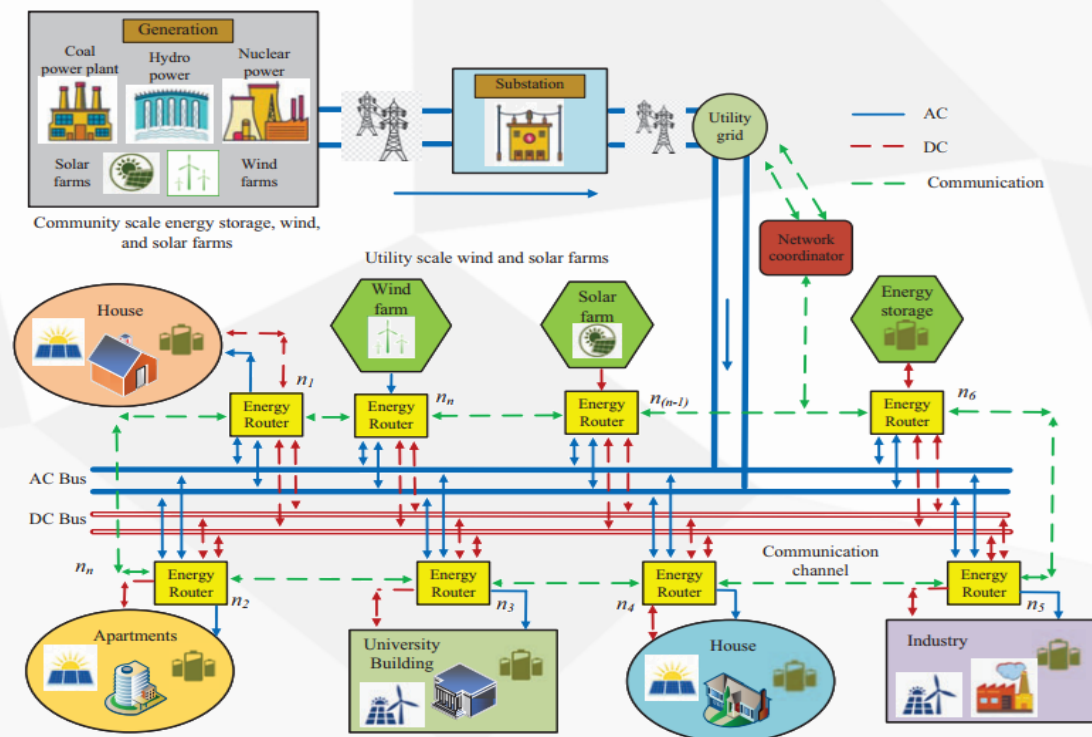 Generation
Coal
power plant
Hydro
power
Nuclear
power
Solar
farms
Wind
farms
Community scale energy storage, wind,
and solar farms
Substation
Utility
grid
AC
DC
Communication
Network
coordinator
Utility scale wind and solar farms
House
Wind
farm
Solar
farm
Energy
storage
n1
nn
n(n-1)
n6
Energy
Router
Energy
Router
Energy
Router
Energy
Router
AC Bus
DC Bus
Communication
channel
nn
Energy
Router
n2
Energy
Router
n3
Energy
Router
n4
Energy
Router
n5
Apartments
University
Building
House
Industry